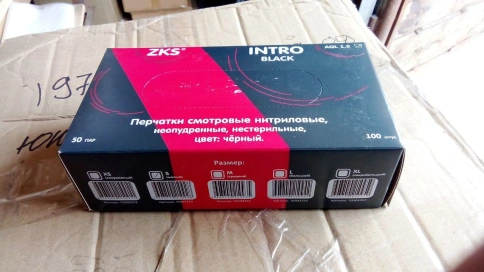 ZKS®
INTRO
BLACK
AQL 1.5
197
Перчатки смотровые нитриловые,
неопудренные, нестерильные,
цвет: чёрный.
50 ПАР
100 штук
Размер:
XS
S
M
L
XL